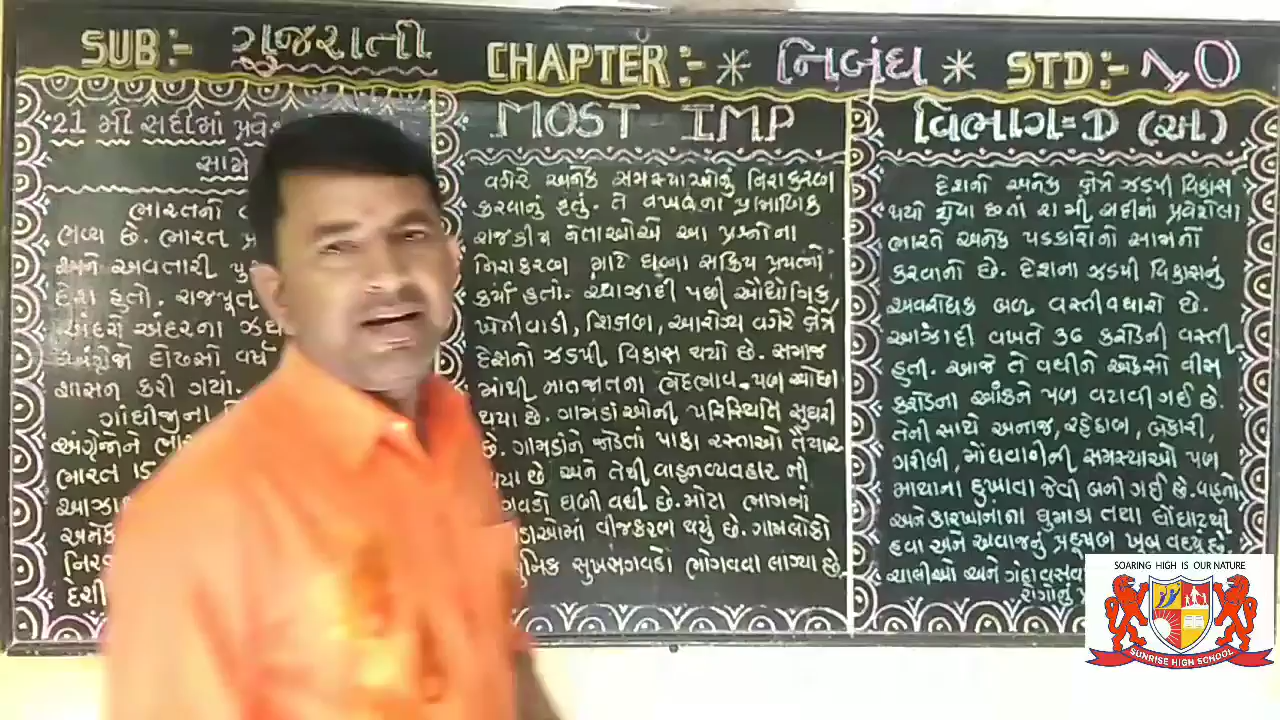 SUB:- ગુજરાતી
CHAPTER:- * નિબંધ * STD:- 10
21 મી સદીમાં
સામે
ભારતનો
ભવ્ય છે. ભારત
અને અવતારી
દેશ હતો. રાજપૂત
અંદરો અંદરના
અંગ્રેજો દોઢસો વર્ષ
શાસન કરી ગયા.
ગાંધીજીના
અંગ્રેજોને
ભારત 15
દેશી
MOST IMP
વગેરે અનેક સમસ્યાઓનું નિરાકરણ
કરવાનું હતું. તે વખતના પ્રામાણિક
રાજકીય નેતાઓએ આ પ્રશ્નોના
નિરાકરણ માટે ઘણા સક્રિય પ્રયત્નો
કર્યા હતાં. આઝાદી પછી ઔદ્યોગિક,
ખેતીવાડી, શિક્ષણ, આરોગ્ય વગેરે ક્ષેત્રે
દેશનો ઝડપી વિકાસ થયો છે. સમાજ
માંથી નાતજાતના ભેદભાવ પણ ઓછા
થયા છે. ગામડાંઓની પરિસ્થિતિ સુધરી
છે. ગામડાંને જોડતાં પાકા રસ્તાઓ તૈયાર
થયા છે અને તેથી વાહનવ્યવહાર ની
ઘણી વધી છે. મોટા ભાગનાં
વીજકરણ થયું છે. ગામલોકો
સુખસગવડો ભોગવવા લાગ્યા છે.
વિભાગ=D (અ)
દેશનો અનેક ક્ષેત્રે ઝડપી વિકાસ
થયો હોવા છતાં સદીમાં પ્રવેશેલા
ભારતે અનેક પડકારોનો સામનો
કરવાનો છે. દેશના ઝડપી વિકાસનું
અવરોધક બળ વસ્તીવધારો છે.
આઝાદી વખતે 36 કરોડની વસ્તી
હતી. આજે તે વધીને એકસો વીસ
કરોડના આંકને પણ વટાવી ગઈ છે.
તેની સાથે અનાજ, રહેઠાણ, બેકારી,
ગરીબી, મોંઘવારીની સમસ્યાઓ પણ
માથાના દુખાવા જેવી બની ગઈ છે. વાહનો
અને કારખાનાના ધુમાડા તથા ઘોંઘાટથી
હવા અને અવાજનું પ્રદૂષણ ખૂબ વધ્યું છે.
ચાલીઓ અને
રોગોનું
SOARING HIGH IS OUR NATURE
SUNRISE HIGH SCHOOL